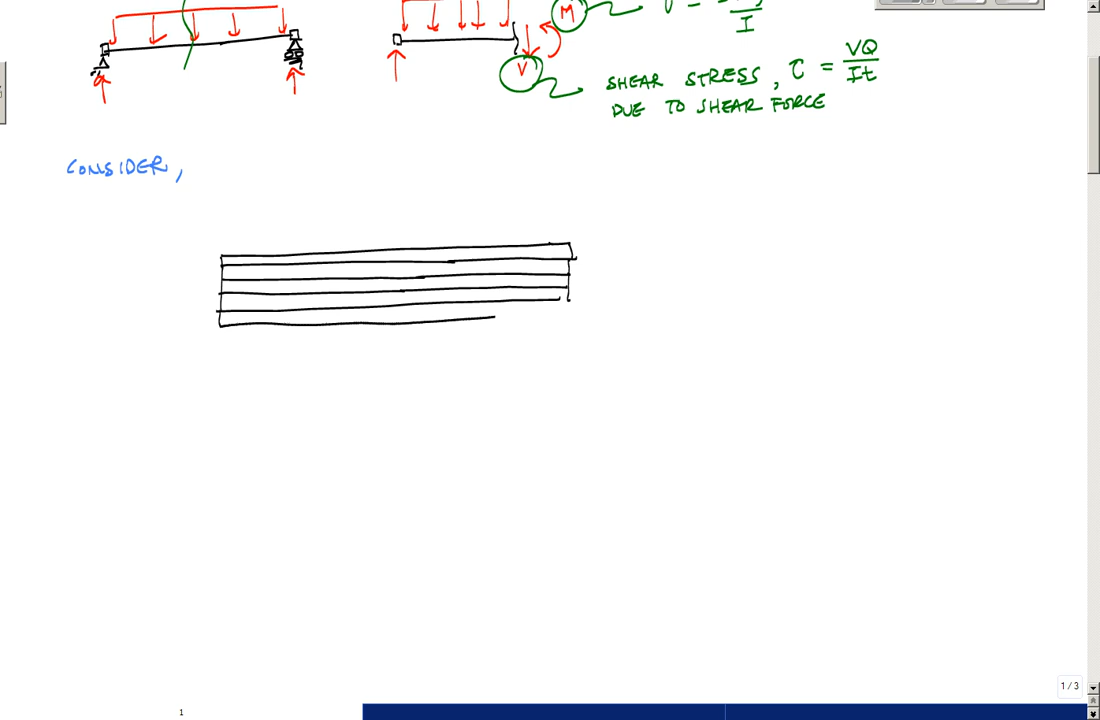 M
I
V
SHEAR STRESS, τ = VQ/It
DUE TO SHEAR FORCE
CONSIDER,
1 / 3
1